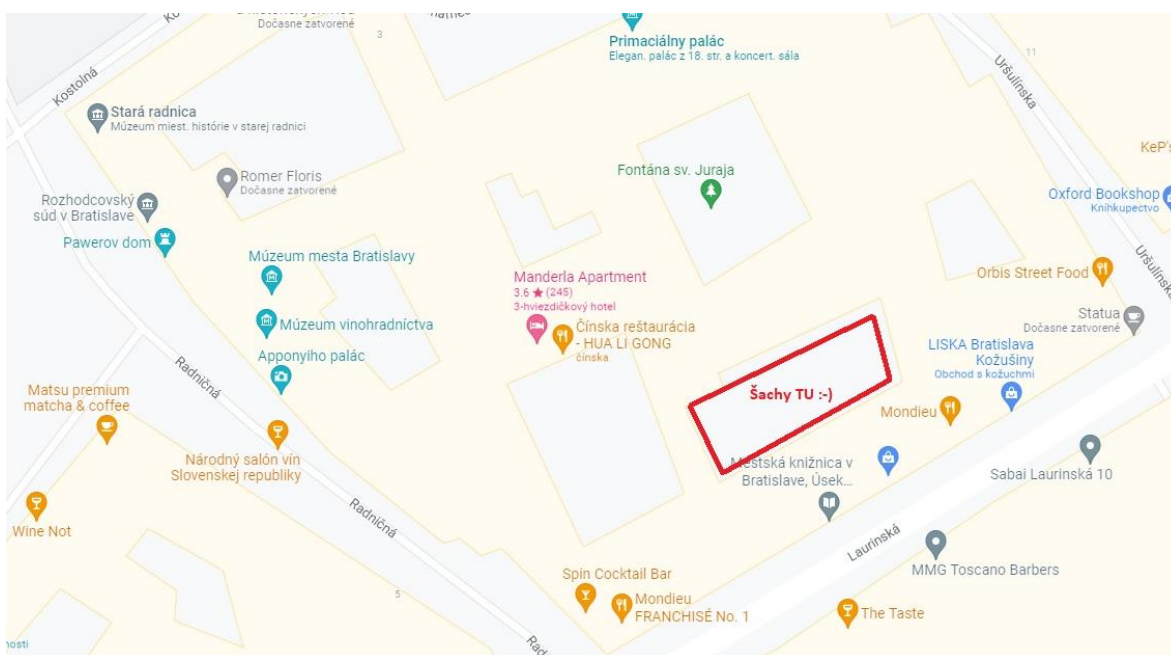 Dočasne zatvorené
3
Primaciálny palác
Elegan. palác z 18. str. a koncert. sála
11
Uršulínska
Kostolná
Stará radnica
Múzeum miest. histórie v starej radnici
KeP's
Romer Floris
Dočasne zatvorené
Fontána sv. Juraja
Oxford Bookshop
Kníhkupectvo
Rozhodcovský
súd v Bratislave
Pawerov dom
Múzeum mesta Bratislavy
Uršulínska
Manderla Apartment
3,6 ★ (245)
3-hviezdičkový hotel
Orbis Street Food
Múzeum vinohradníctva
Čínska reštaurácia
- HUA LI GONG
čínska
Statua
Dočasne zatvorené
LISKA Bratislava
Kožušiny
Obchod s kožuchmi
Apponyiho palác
Radničná
Matsu premium
matcha & coffee
Šachy TU :-)
Mondieu
Národný salón vín
Slovenskej republiky
Mestská knižnica v
Bratislave, Úsek...
Sabai Laurinská 10
Wine Not
Radničná
Laurinská
MMG Toscano Barbers
Spin Cocktail Bar
5
Mondieu
FRANCHISÉ No. 1
The Taste
nosti
Rad